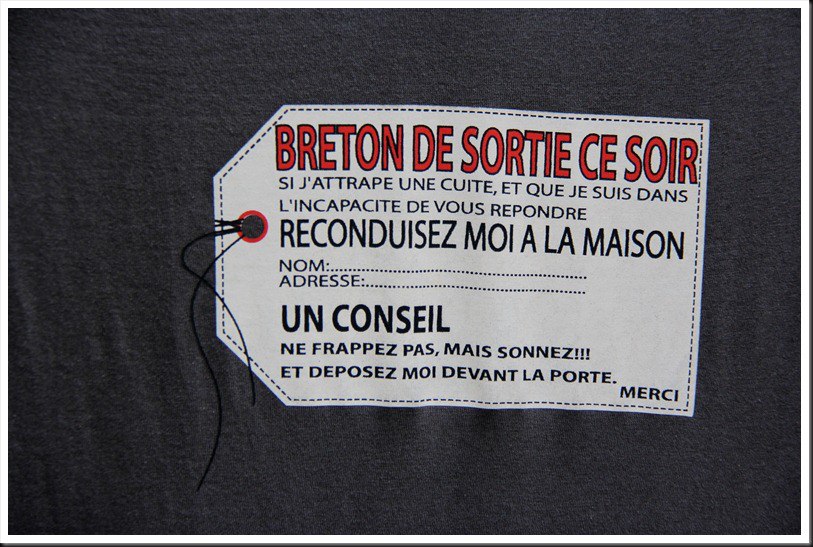 BRETON DE SORTIE CE SOIR
SI J'ATTRAPE UNE CUITE, ET QUE JE SUIS DANS
L'INCAPACITE DE VOUS REPONDRE
RECONDUISEZ MOI A LA MAISON
NOM:...............................................
ADRESSE:.........................................
UN CONSEIL
NE FRAPPEZ PAS, MAIS SONNEZ!!!
ET DEPOSEZ MOI DEVANT LA PORTE.
MERCI